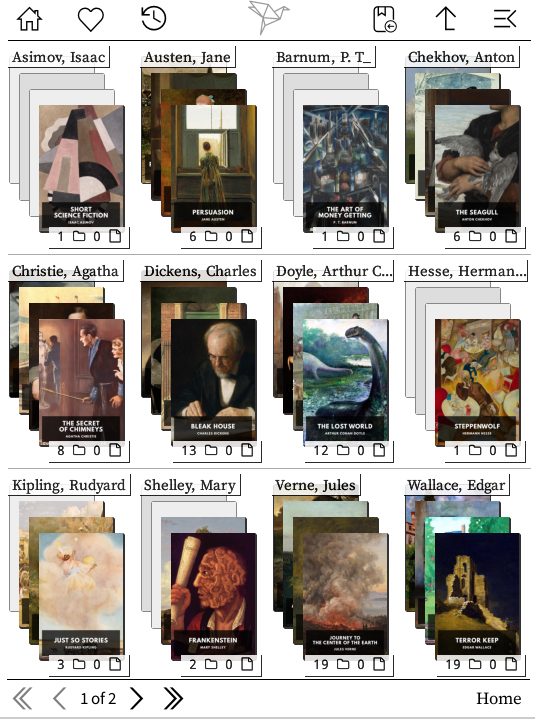 Asimov, Isaac
Austen, Jane
Barnum, P. T_
Chekhov, Anton
SHORT
SCIENCE FICTION
ISAAC ASIMOV
PERSUASION
JANE AUSTEN
THE ART OF
MONEY GETTING
P. T. BARNUM
THE SEAGULL
ANTON CHEKHOV
1 0
6 0
1 0
6 0
Christie, Agatha
Dickens, Charles
Doyle, Arthur C...
Hesse, Herman...
THE SECRET
OF CHIMNEYS
AGATHA CHRISTIE
BLEAK HOUSE
CHARLES DICKENS
THE LOST WORLD
ARTHUR CONAN DOYLE
STEPPENWOLF
HERMANN HESSE
8 0
13 0
12 0
1 0
Kipling, Rudyard
Shelley, Mary
Verne, Jules
Wallace, Edgar
JUST SO STORIES
RUDYARD KIPLING
FRANKENSTEIN
MARY SHELLEY
JOURNEY TO
THE CENTER OF THE EARTH
JULES VERNE
TERROR KEEP
EDGAR WALLACE
3 0
2 0
19 0
19 0
1 of 2
Home